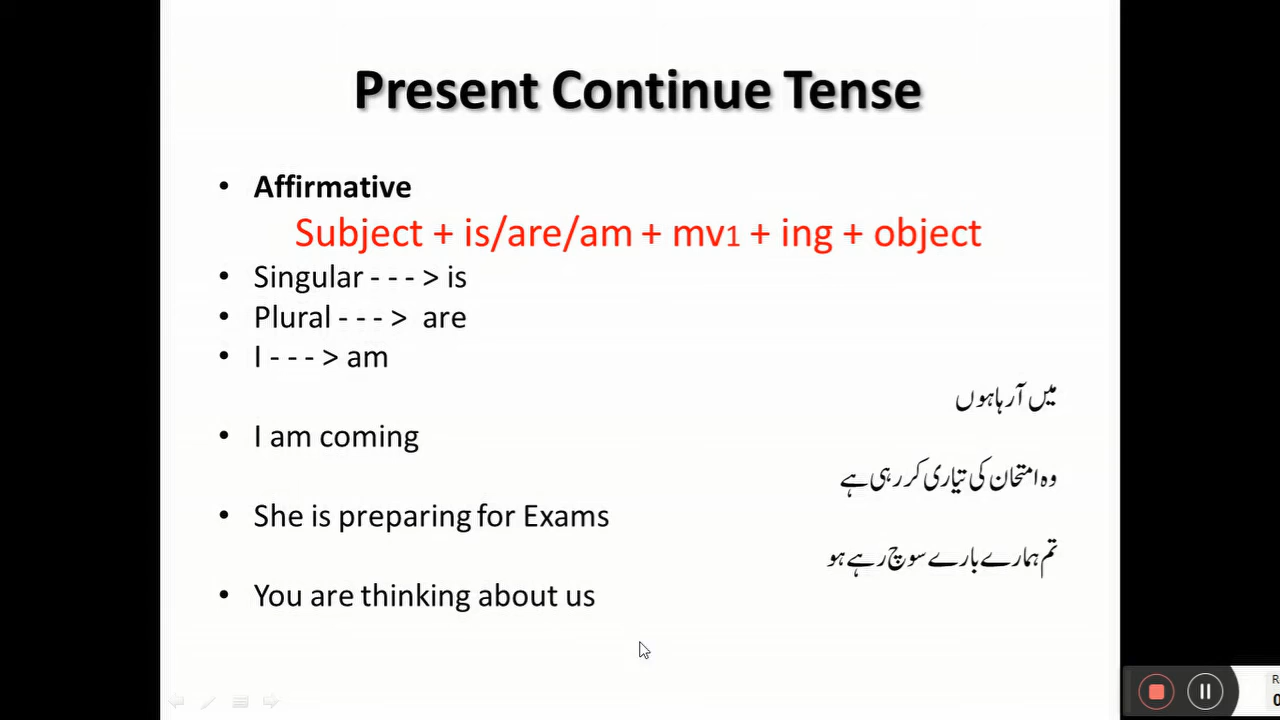 Present Continue Tense
• Affirmative
Subject + is/are/am + mv1 + ing + object
• Singular - - - > is
• Plural - - - > are
• I - - - > am
میں آرہا ہوں
• I am coming
وہ امتحان کی تیاری کر رہی ہے
• She is preparing for Exams
تم ہمارے بارے سوچ رہے ہو
• You are thinking about us